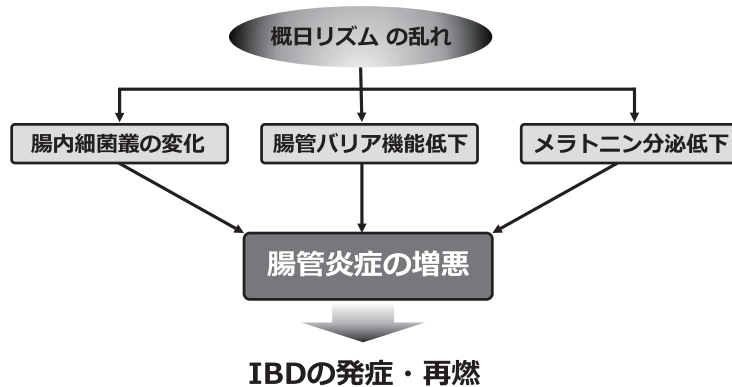 概日リズム の乱れ
腸内細菌叢の変化
腸管バリア機能低下
メラトニン分泌低下
腸管炎症の増悪
IBDの発症・再燃